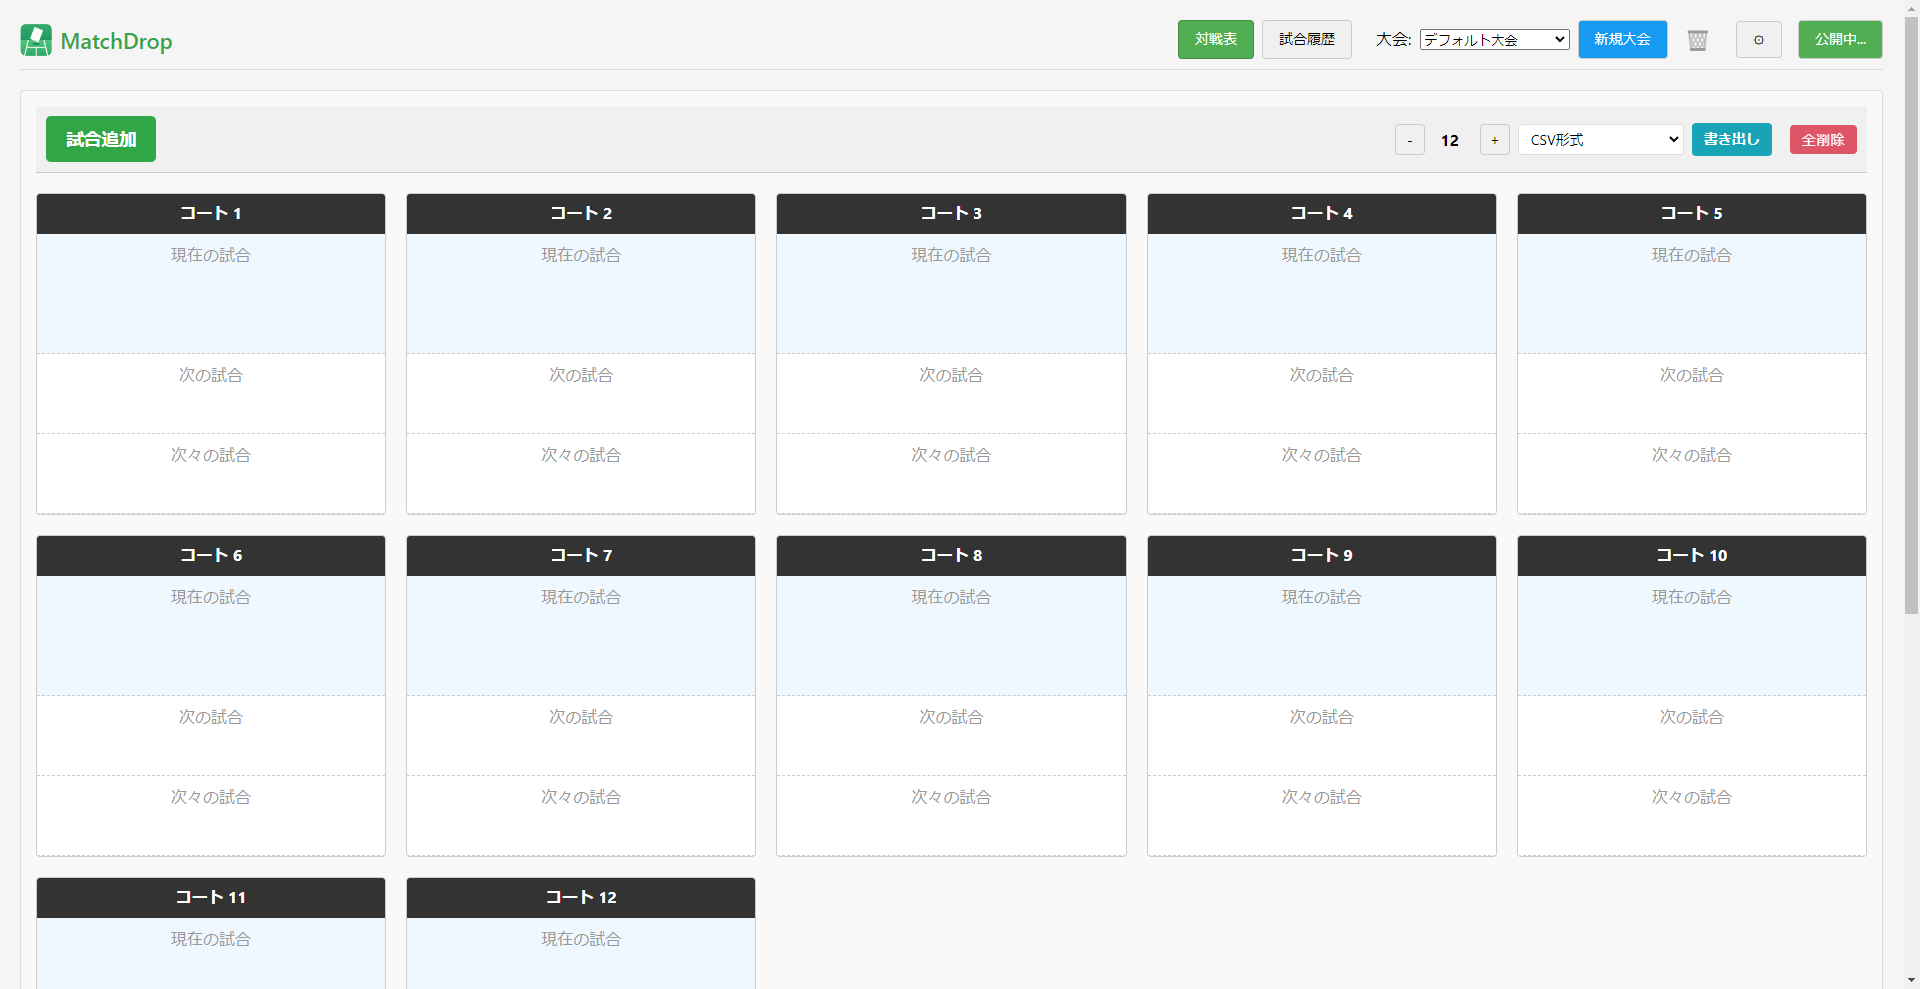 MatchDrop
対戦表 試合履歴 大会: デフォルト大会 新規大会 公開中...
試合追加 - 12 + CSV形式 書き出し 全削除
コート 1 コート 2 コート 3 コート 4 コート 5
現在の試合 現在の試合 現在の試合 現在の試合 現在の試合
次の試合 次の試合 次の試合 次の試合 次の試合
次々の試合 次々の試合 次々の試合 次々の試合 次々の試合
コート 6 コート 7 コート 8 コート 9 コート 10
現在の試合 現在の試合 現在の試合 現在の試合 現在の試合
次の試合 次の試合 次の試合 次の試合 次の試合
次々の試合 次々の試合 次々の試合 次々の試合 次々の試合
コート 11 コート 12
現在の試合 現在の試合